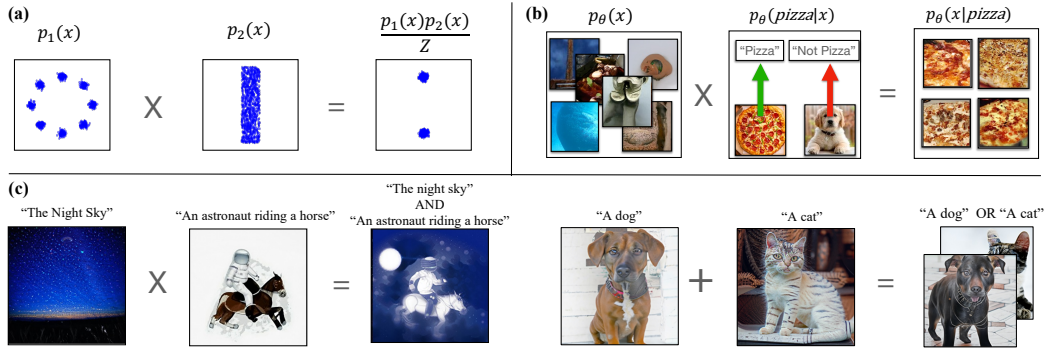 (a)
p₁(x)
p₂(x)
p₁(x)p₂(x)
Z
X
=
(b)
pθ(x)
pθ(pizza|x)
pθ(x|pizza)
"Pizza" "Not Pizza"
X
=
(c)
"The Night Sky"
"An astronaut riding a horse"
"The night sky"
AND
"An astronaut riding a horse"
X
=
"A dog"
"A cat"
"A dog" OR "A cat"
+
=